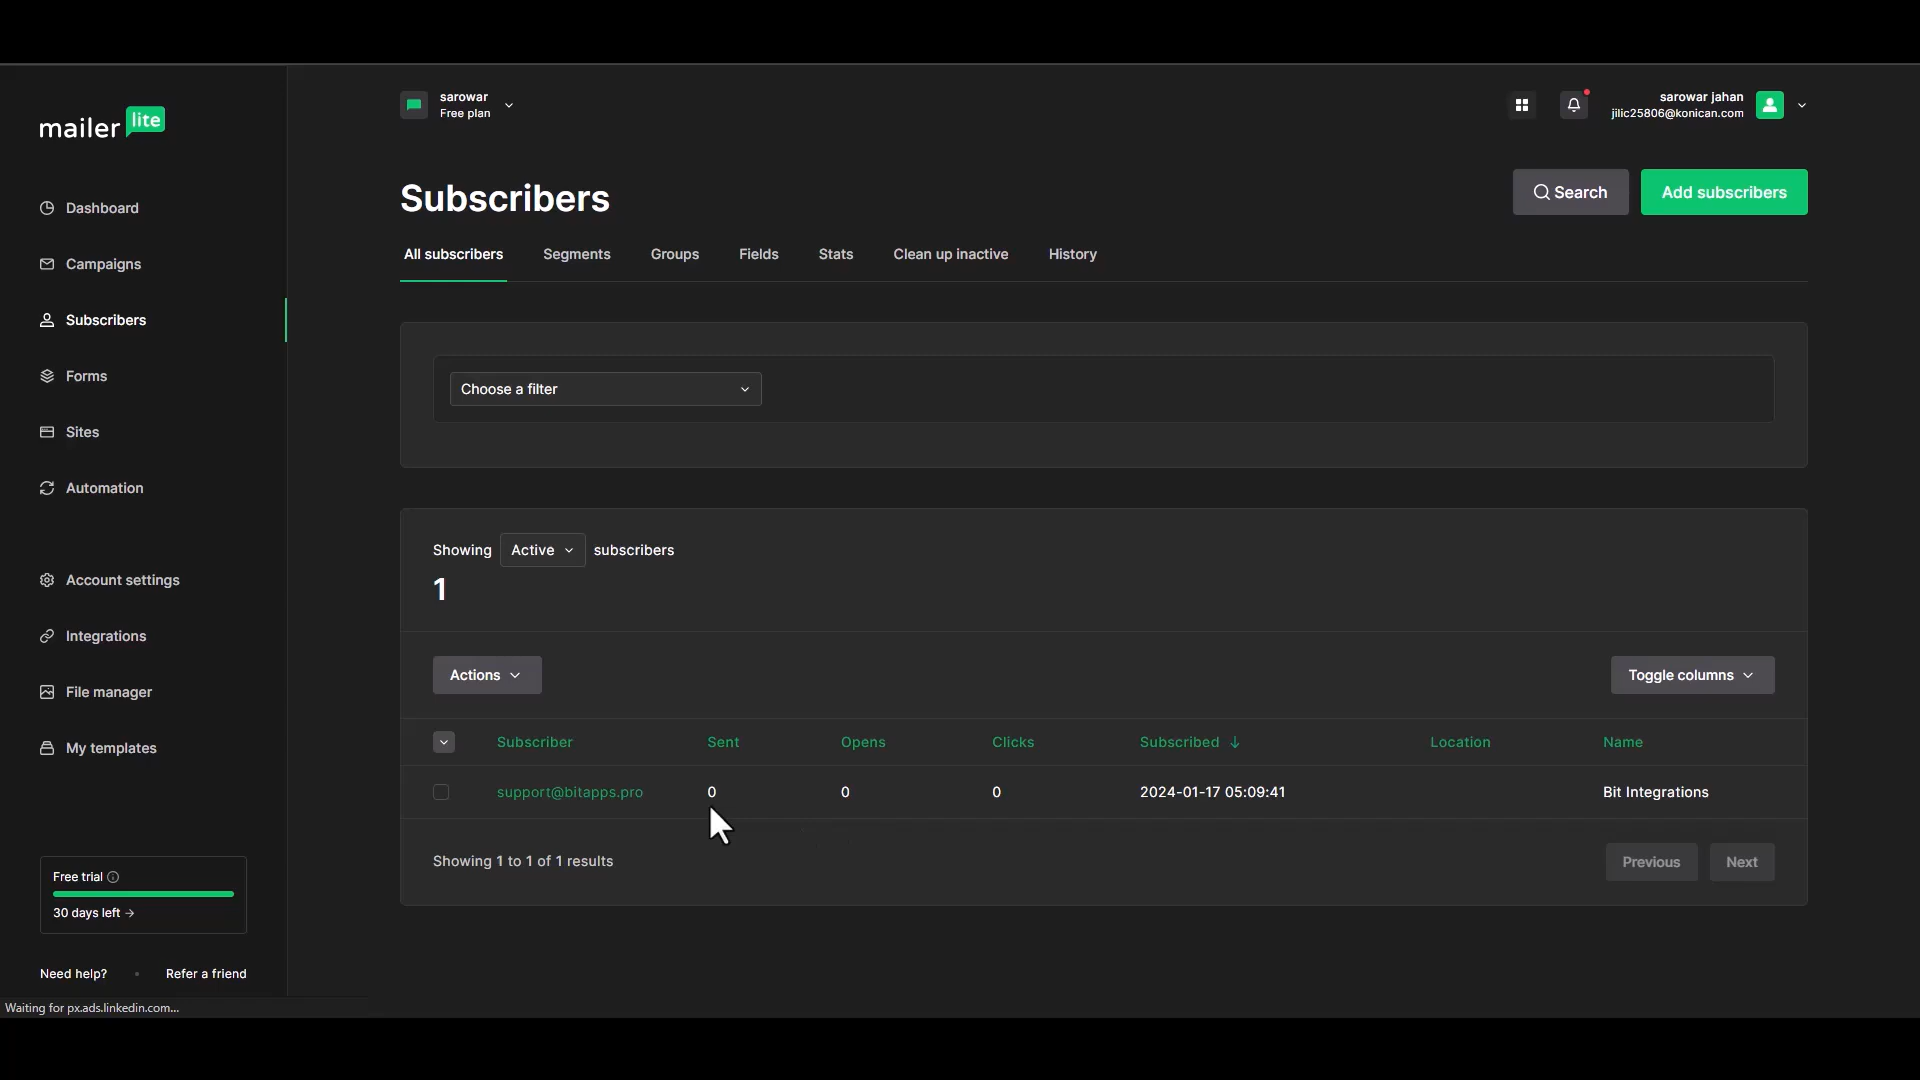 mailer lite
sarowar
Free plan
sarowar jahan
jilic25806@konican.com
Dashboard
Campaigns
Subscribers
Forms
Sites
Automation
Account settings
Integrations
File manager
My templates
Free trial
30 days left →
Need help? • Refer a friend
Waiting for px.ads.linkedin.com...
Subscribers
Search
Add subscribers
All subscribers Segments Groups Fields Stats Clean up inactive History
Choose a filter
Showing Active subscribers
1
Actions
Toggle columns
Subscriber Sent Opens Clicks Subscribed ↓ Location Name
support@bitapps.pro 0 0 0 2024-01-17 05:09:41 Bit Integrations
Showing 1 to 1 of 1 results
Previous Next